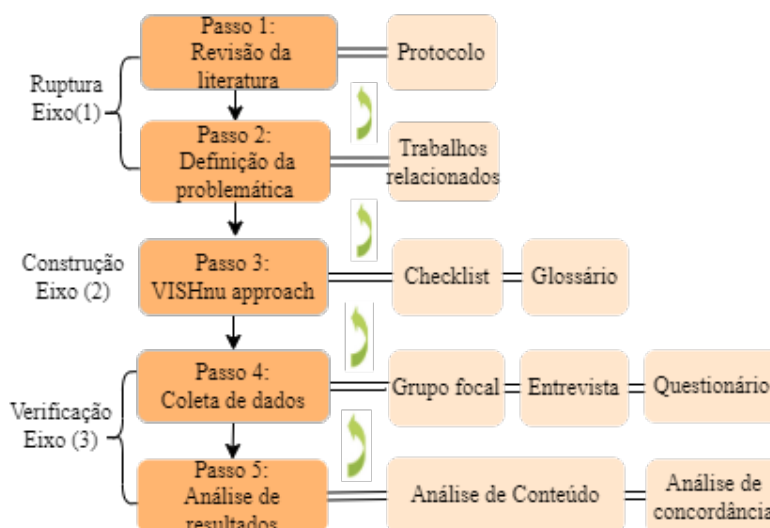 Passo 1:
Revisão da
literatura
Protocolo
Ruptura
Eixo(1)
Passo 2:
Definição da
problemática
Trabalhos
relacionados
Construção
Eixo (2)
Passo 3:
VISHnu approach
Checklist
Glossário
Passo 4:
Coleta de dados
Grupo focal
Entrevista
Questionário
Verificação
Eixo (3)
Passo 5:
Análise de
resultados
Análise de Conteúdo
Análise de
concordância